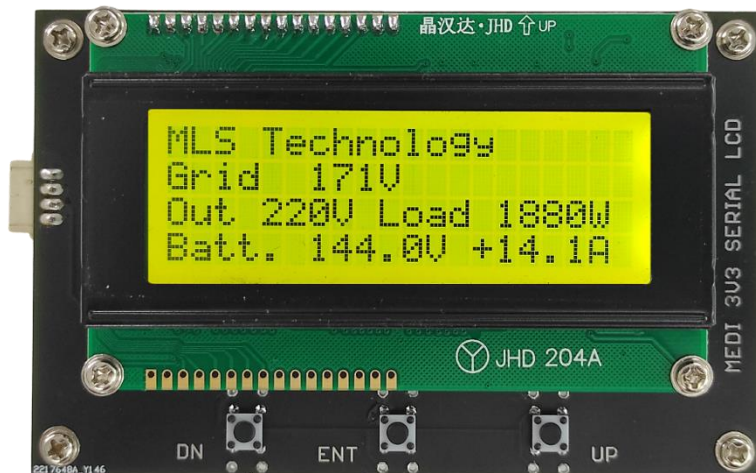 晶汉达·JHD ⇧ UP
MLS Technology
Grid  171V
Out 220V Load 1880W
Batt. 144.0V +14.1A
MEDI 3V3 SERIAL LCD
JHD 204A
DN
ENT
UP
2217648A_Y146